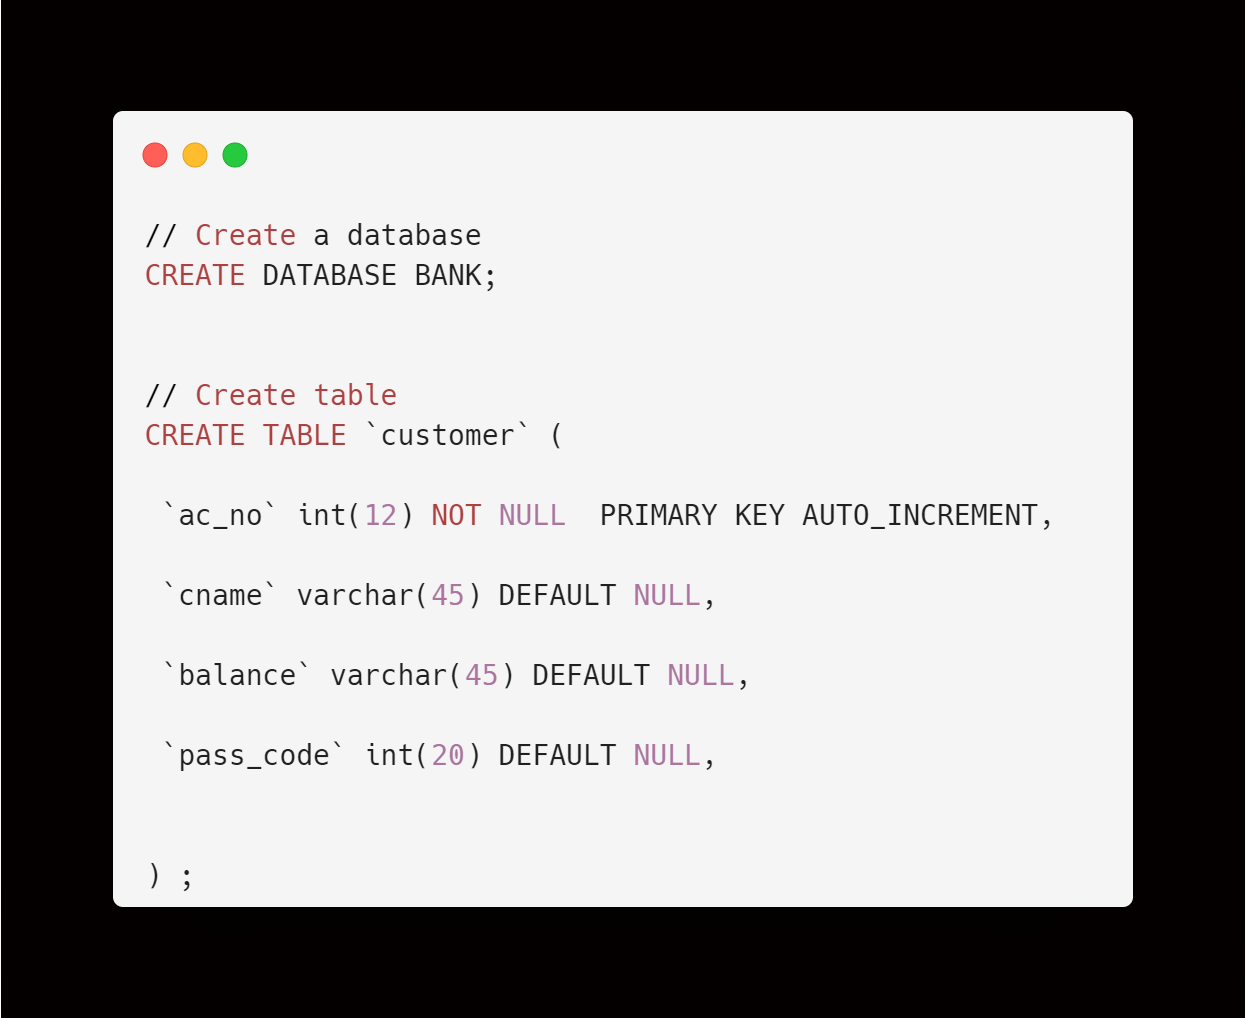 // Create a database
CREATE DATABASE BANK;
// Create table
CREATE TABLE `customer` (
`ac_no` int(12) NOT NULL  PRIMARY KEY AUTO_INCREMENT,
`cname` varchar(45) DEFAULT NULL,
`balance` varchar(45) DEFAULT NULL,
`pass_code` int(20) DEFAULT NULL,
) ;